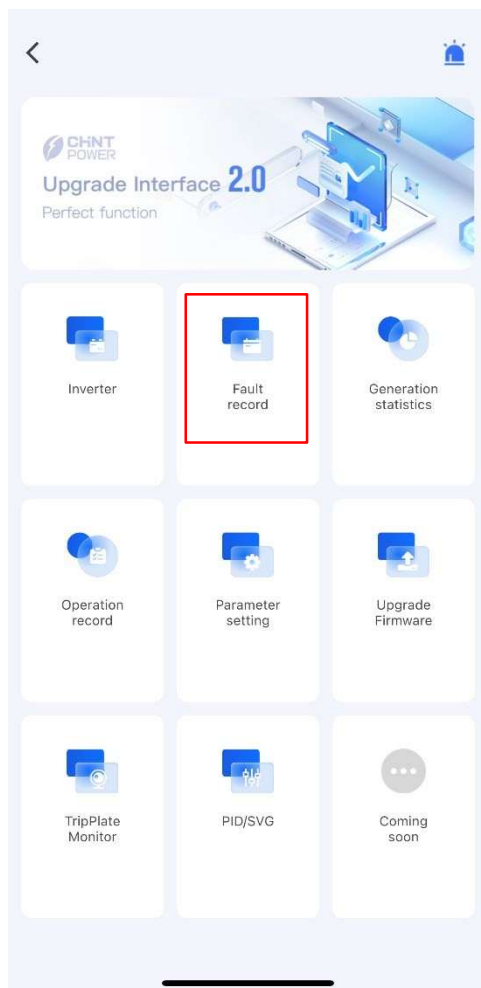 CHNT
POWER
Upgrade Interface 2.0
Perfect function
Inverter
Fault
record
Generation
statistics
Operation
record
Parameter
setting
Upgrade
Firmware
TripPlate
Monitor
PID/SVG
Coming
soon